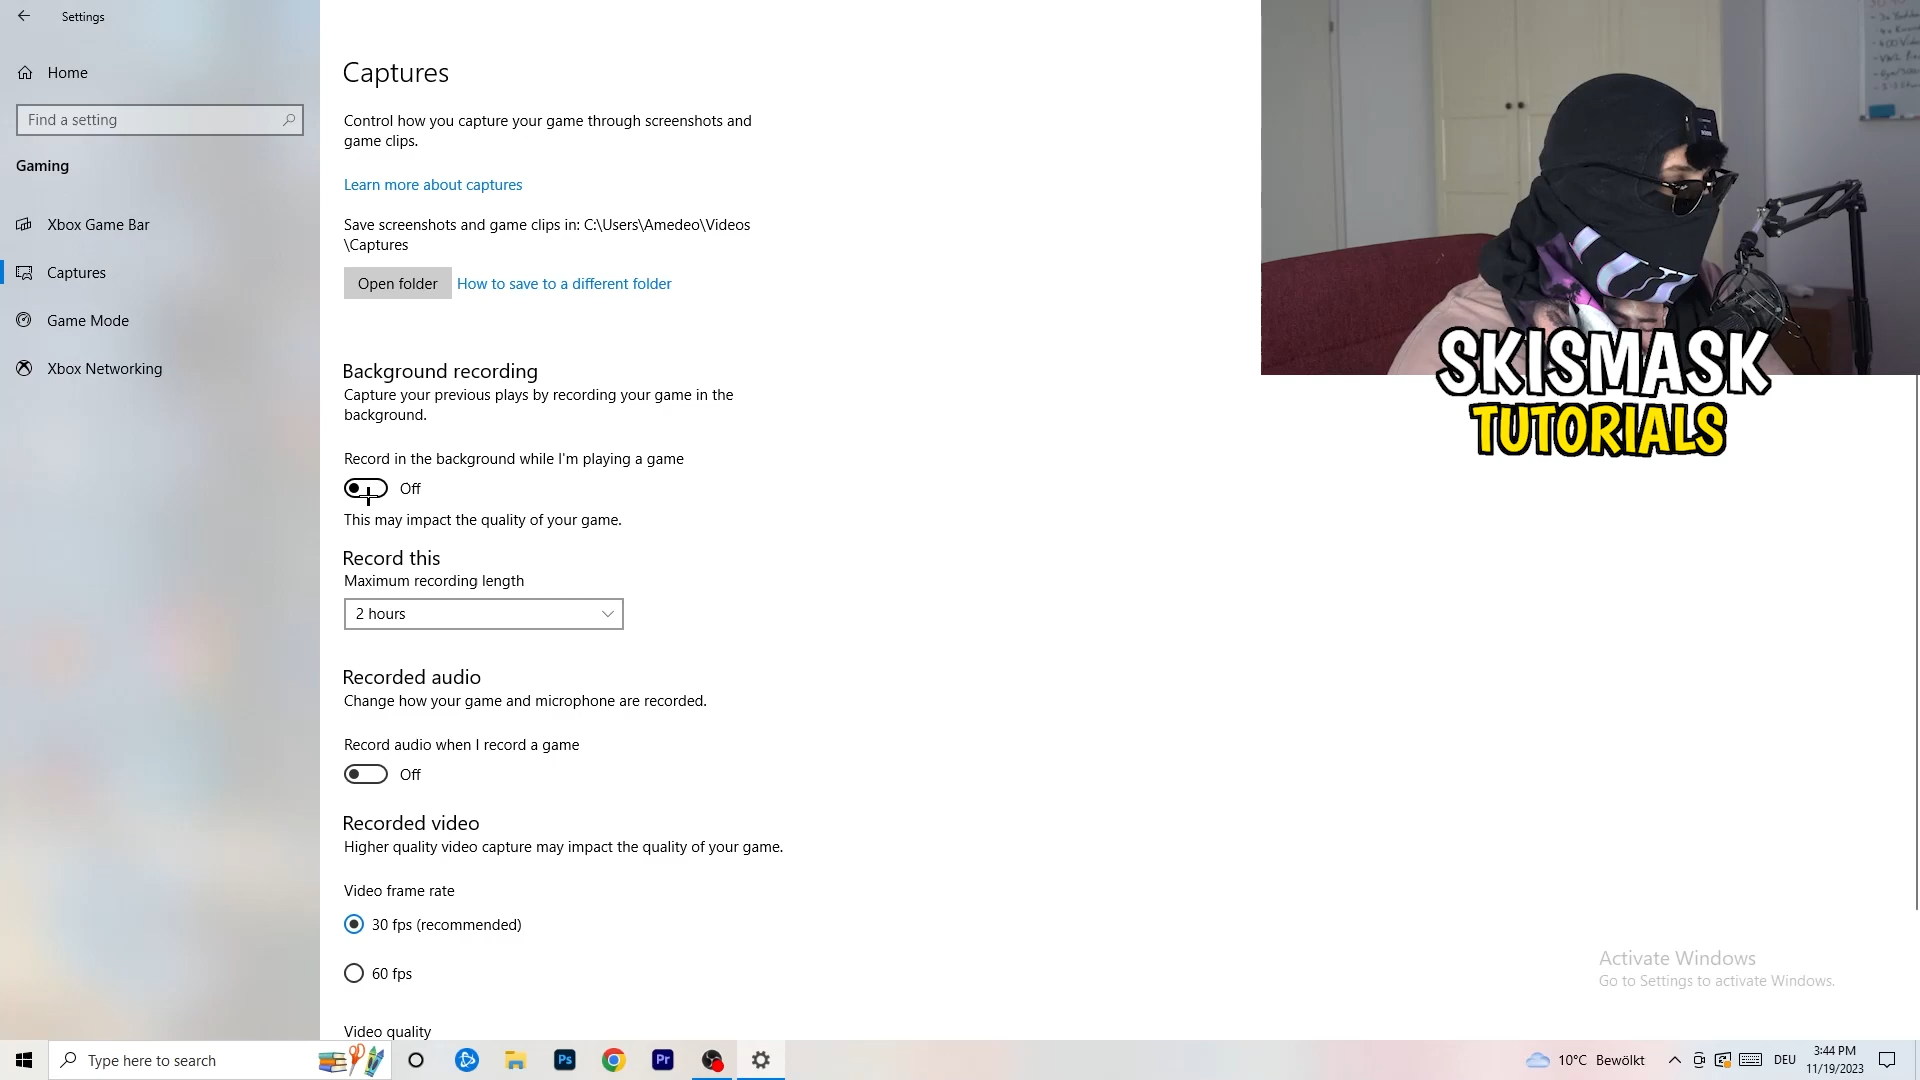 Settings
Home
Find a setting
Gaming
Xbox Game Bar
Captures
Game Mode
Xbox Networking
Captures
Control how you capture your game through screenshots and
game clips.
Learn more about captures
Save screenshots and game clips in: C:\Users\Amedeo\Videos
\Captures
Open folder
How to save to a different folder
Background recording
Capture your previous plays by recording your game in the
background.
Record in the background while I'm playing a game
Off
This may impact the quality of your game.
Record this
Maximum recording length
2 hours
Recorded audio
Change how your game and microphone are recorded.
Record audio when I record a game
Off
Recorded video
Higher quality video capture may impact the quality of your game.
Video frame rate
30 fps (recommended)
60 fps
Video quality
SKISMASK
TUTORIALS
Activate Windows
Go to Settings to activate Windows.
Type here to search
Ps
Pr
10°C Bewölkt
DEU
3:44 PM
11/19/2023